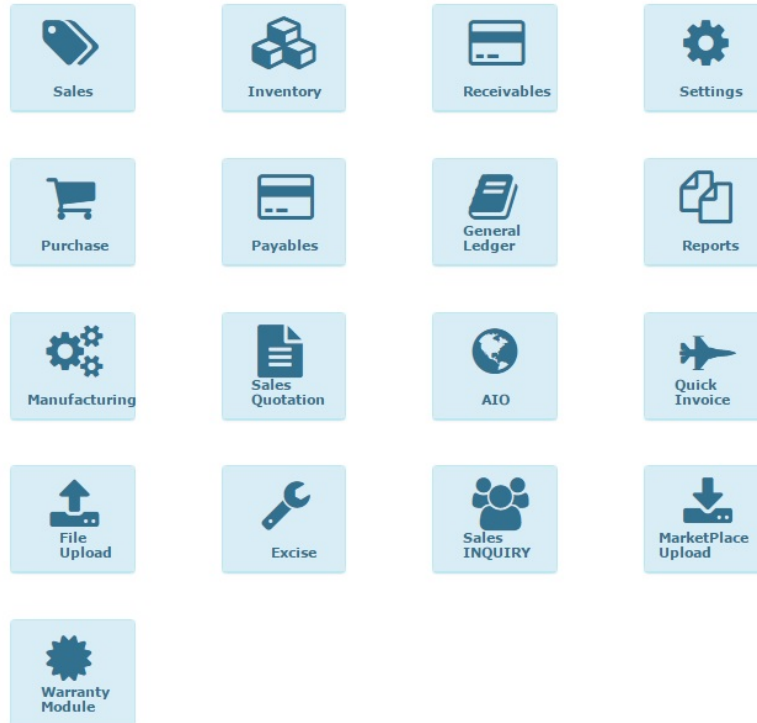 Sales
Inventory
Receivables
Settings
Purchase
Payables
General
Ledger
Reports
Manufacturing
Sales
Quotation
AIO
Quick
Invoice
File
Upload
Excise
Sales
INQUIRY
MarketPlace
Upload
Warranty
Module